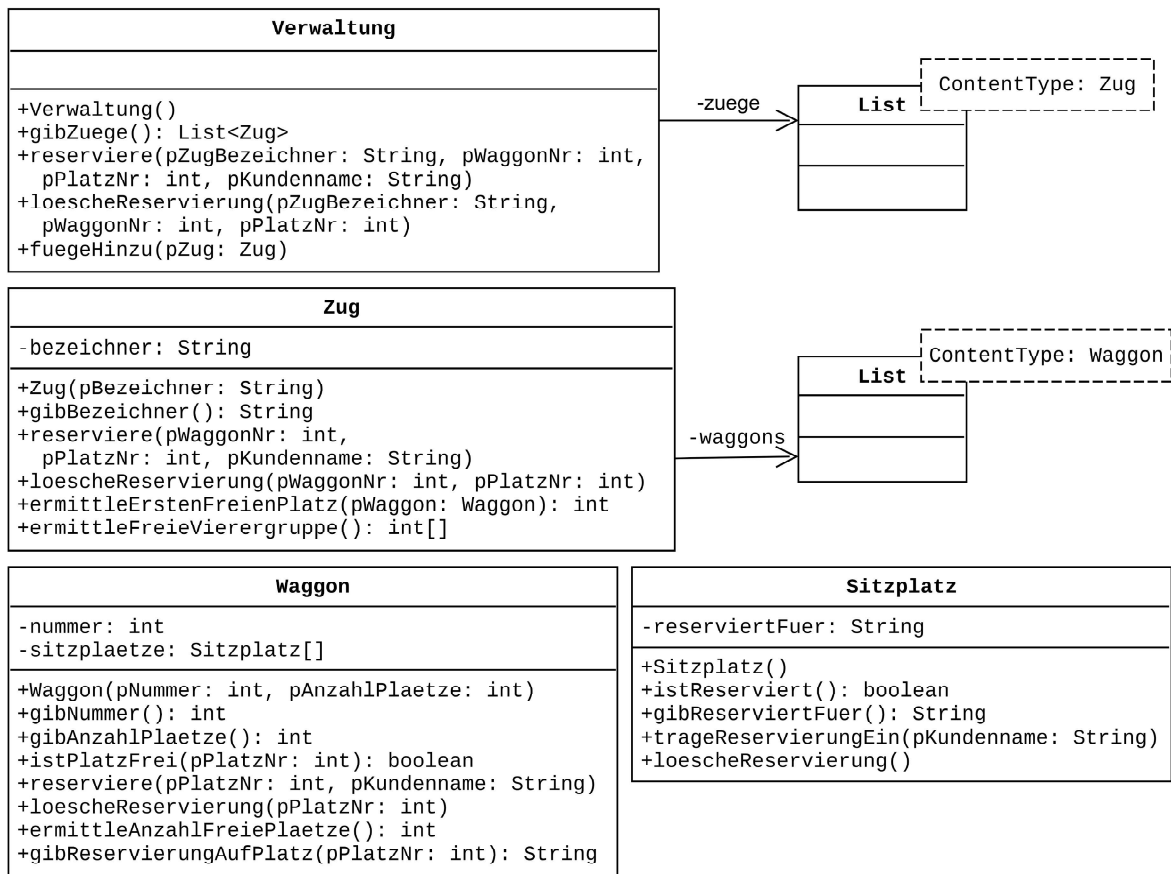 Verwaltung
+Verwaltung()
+gibZuege(): List<Zug>
+reserviere(pZugBezeichner: String, pWaggonNr: int,
pPlatzNr: int, pKundenname: String)
+loescheReservierung(pZugBezeichner: String,
pWaggonNr: int, pPlatzNr: int)
+fuegeHinzu(pZug: Zug)
-zuege
ContentType: Zug
List
Zug
-bezeichner: String
+Zug(pBezeichner: String)
+gibBezeichner(): String
+reserviere(pWaggonNr: int,
pPlatzNr: int, pKundenname: String)
+loescheReservierung(pWaggonNr: int, pPlatzNr: int)
+ermittleErstenFreienPlatz(pWaggon: Waggon): int
+ermittleFreieVierergruppe(): int[]
-waggons
ContentType: Waggon
List
Waggon
-nummer: int
-sitzplaetze: Sitzplatz[]
+Waggon(pNummer: int, pAnzahlPlaetze: int)
+gibNummer(): int
+gibAnzahlPlaetze(): int
+istPlatzFrei(pPlatzNr: int): boolean
+reserviere(pPlatzNr: int, pKundenname: String)
+loescheReservierung(pPlatzNr: int)
+ermittleAnzahlFreiePlaetze(): int
+gibReservierungAufPlatz(pPlatzNr: int): String
Sitzplatz
-reserviertFuer: String
+Sitzplatz()
+istReserviert(): boolean
+gibReserviertFuer(): String
+trageReservierungEin(pKundenname: String)
+loescheReservierung()